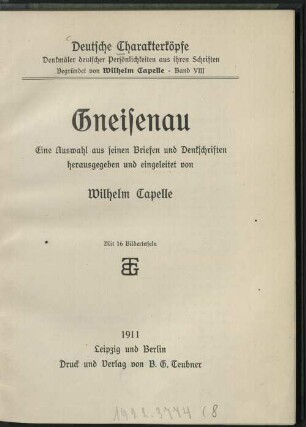 Deutsche Charakterköpfe
Denkmäler deutscher Persönlichkeiten aus ihren Schriften
Begründet von Wilhelm Capelle · Band VIII
Gneisenau
Eine Auswahl aus seinen Briefen und Denkschriften
herausgegeben und eingeleitet von
Wilhelm Capelle
Mit 16 Bildertafeln
BGT
1911
Leipzig und Berlin
Druck und Verlag von B. G. Teubner